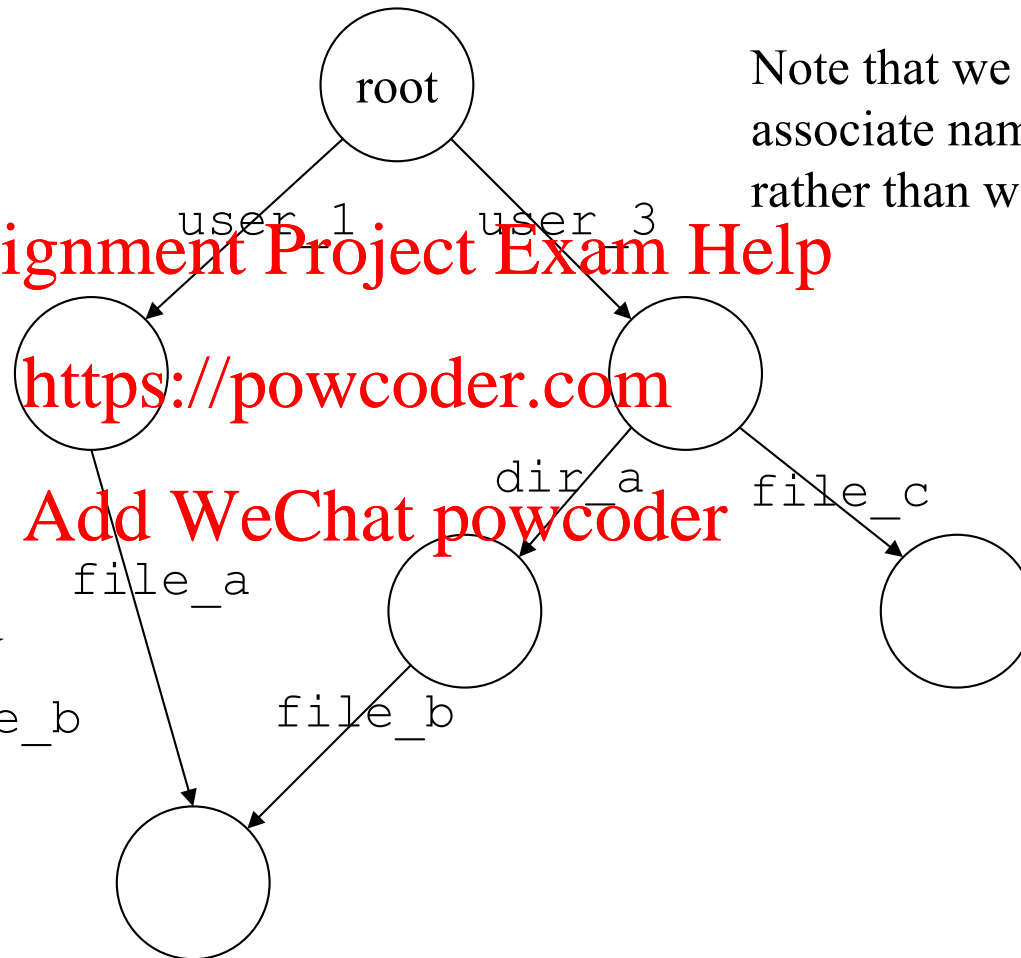 root
Note that we
associate nam
rather than w
user_1
user_3
ignment Project Exam Help
https://powcoder.com
dir_a
file_c
Add WeChat powcoder
file_a
file_b
e_b